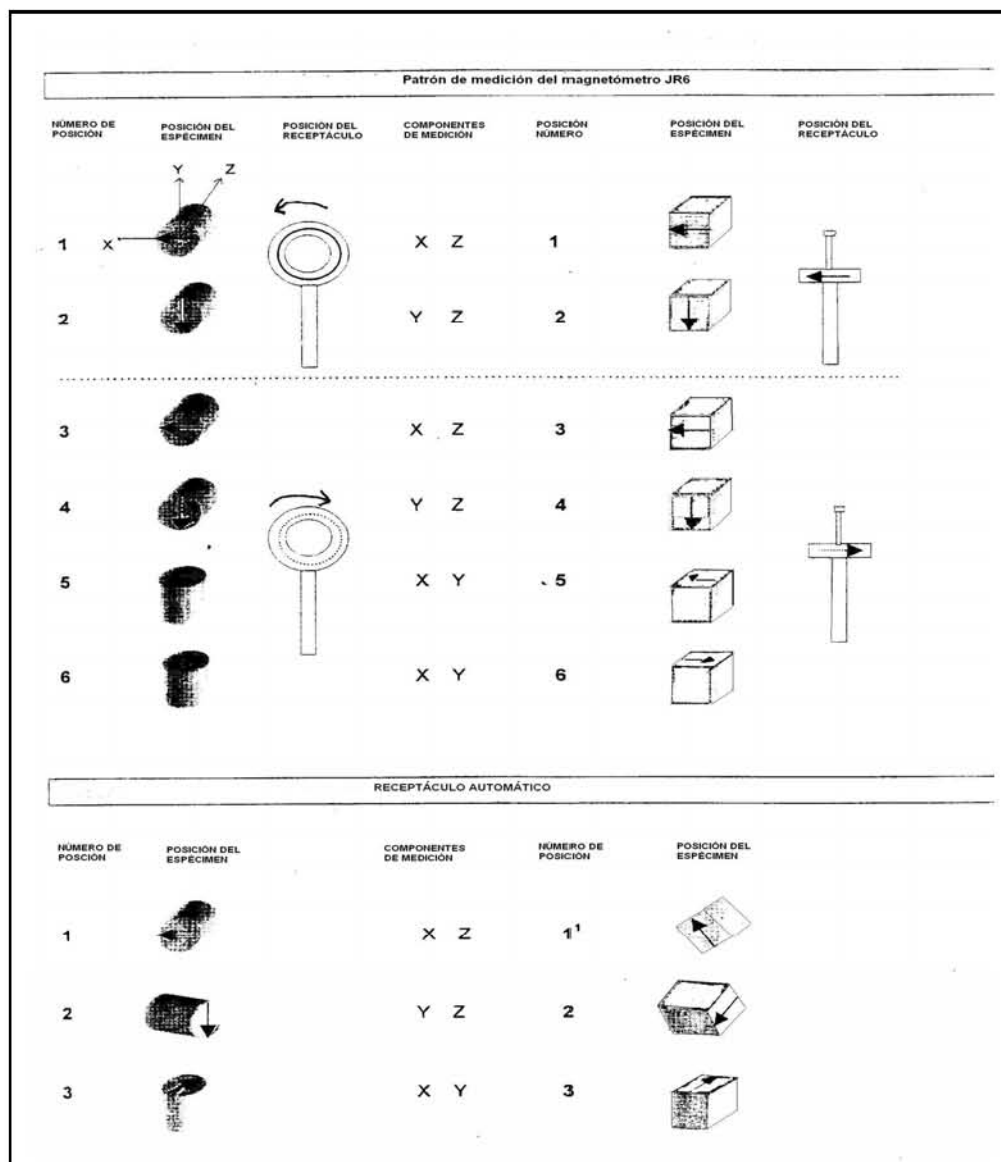 Patrón de medición del magnetómetro JR6
NÚMERO DE POSICIÓN
POSICIÓN DEL ESPÉCIMEN
POSICIÓN DEL RECEPTÁCULO
COMPONENTES DE MEDICIÓN
POSICIÓN NÚMERO
POSICIÓN DEL ESPÉCIMEN
POSICIÓN DEL RECEPTÁCULO
Y Z
1 X X Z 1
2 Y Z 2
3 X Z 3
4 Y Z 4
5 X Y 5
6 X Y 6
RECEPTÁCULO AUTOMÁTICO
NÚMERO DE POSCIÓN
POSICIÓN DEL ESPÉCIMEN
COMPONENTES DE MEDICIÓN
NÚMEIRO DE POSICIÓN
POSICIÓN DEL ESPÉCIMEN
1 X Z 1¹
2 Y Z 2
3 X Y 3